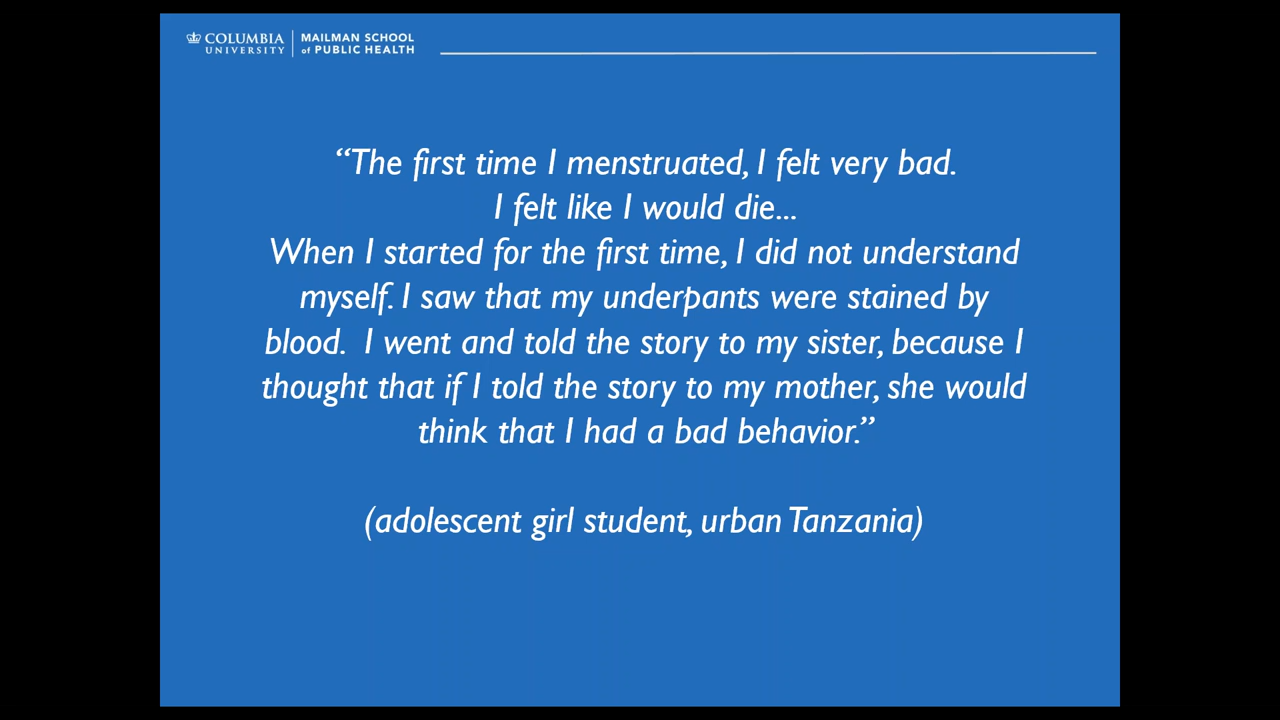 COLUMBIA UNIVERSITY
MAILMAN SCHOOL of PUBLIC HEALTH
“The first time I menstruated, I felt very bad.
I felt like I would die...
When I started for the first time, I did not understand
myself. I saw that my underpants were stained by
blood.  I went and told the story to my sister, because I
thought that if I told the story to my mother, she would
think that I had a bad behavior.”
(adolescent girl student, urban Tanzania)